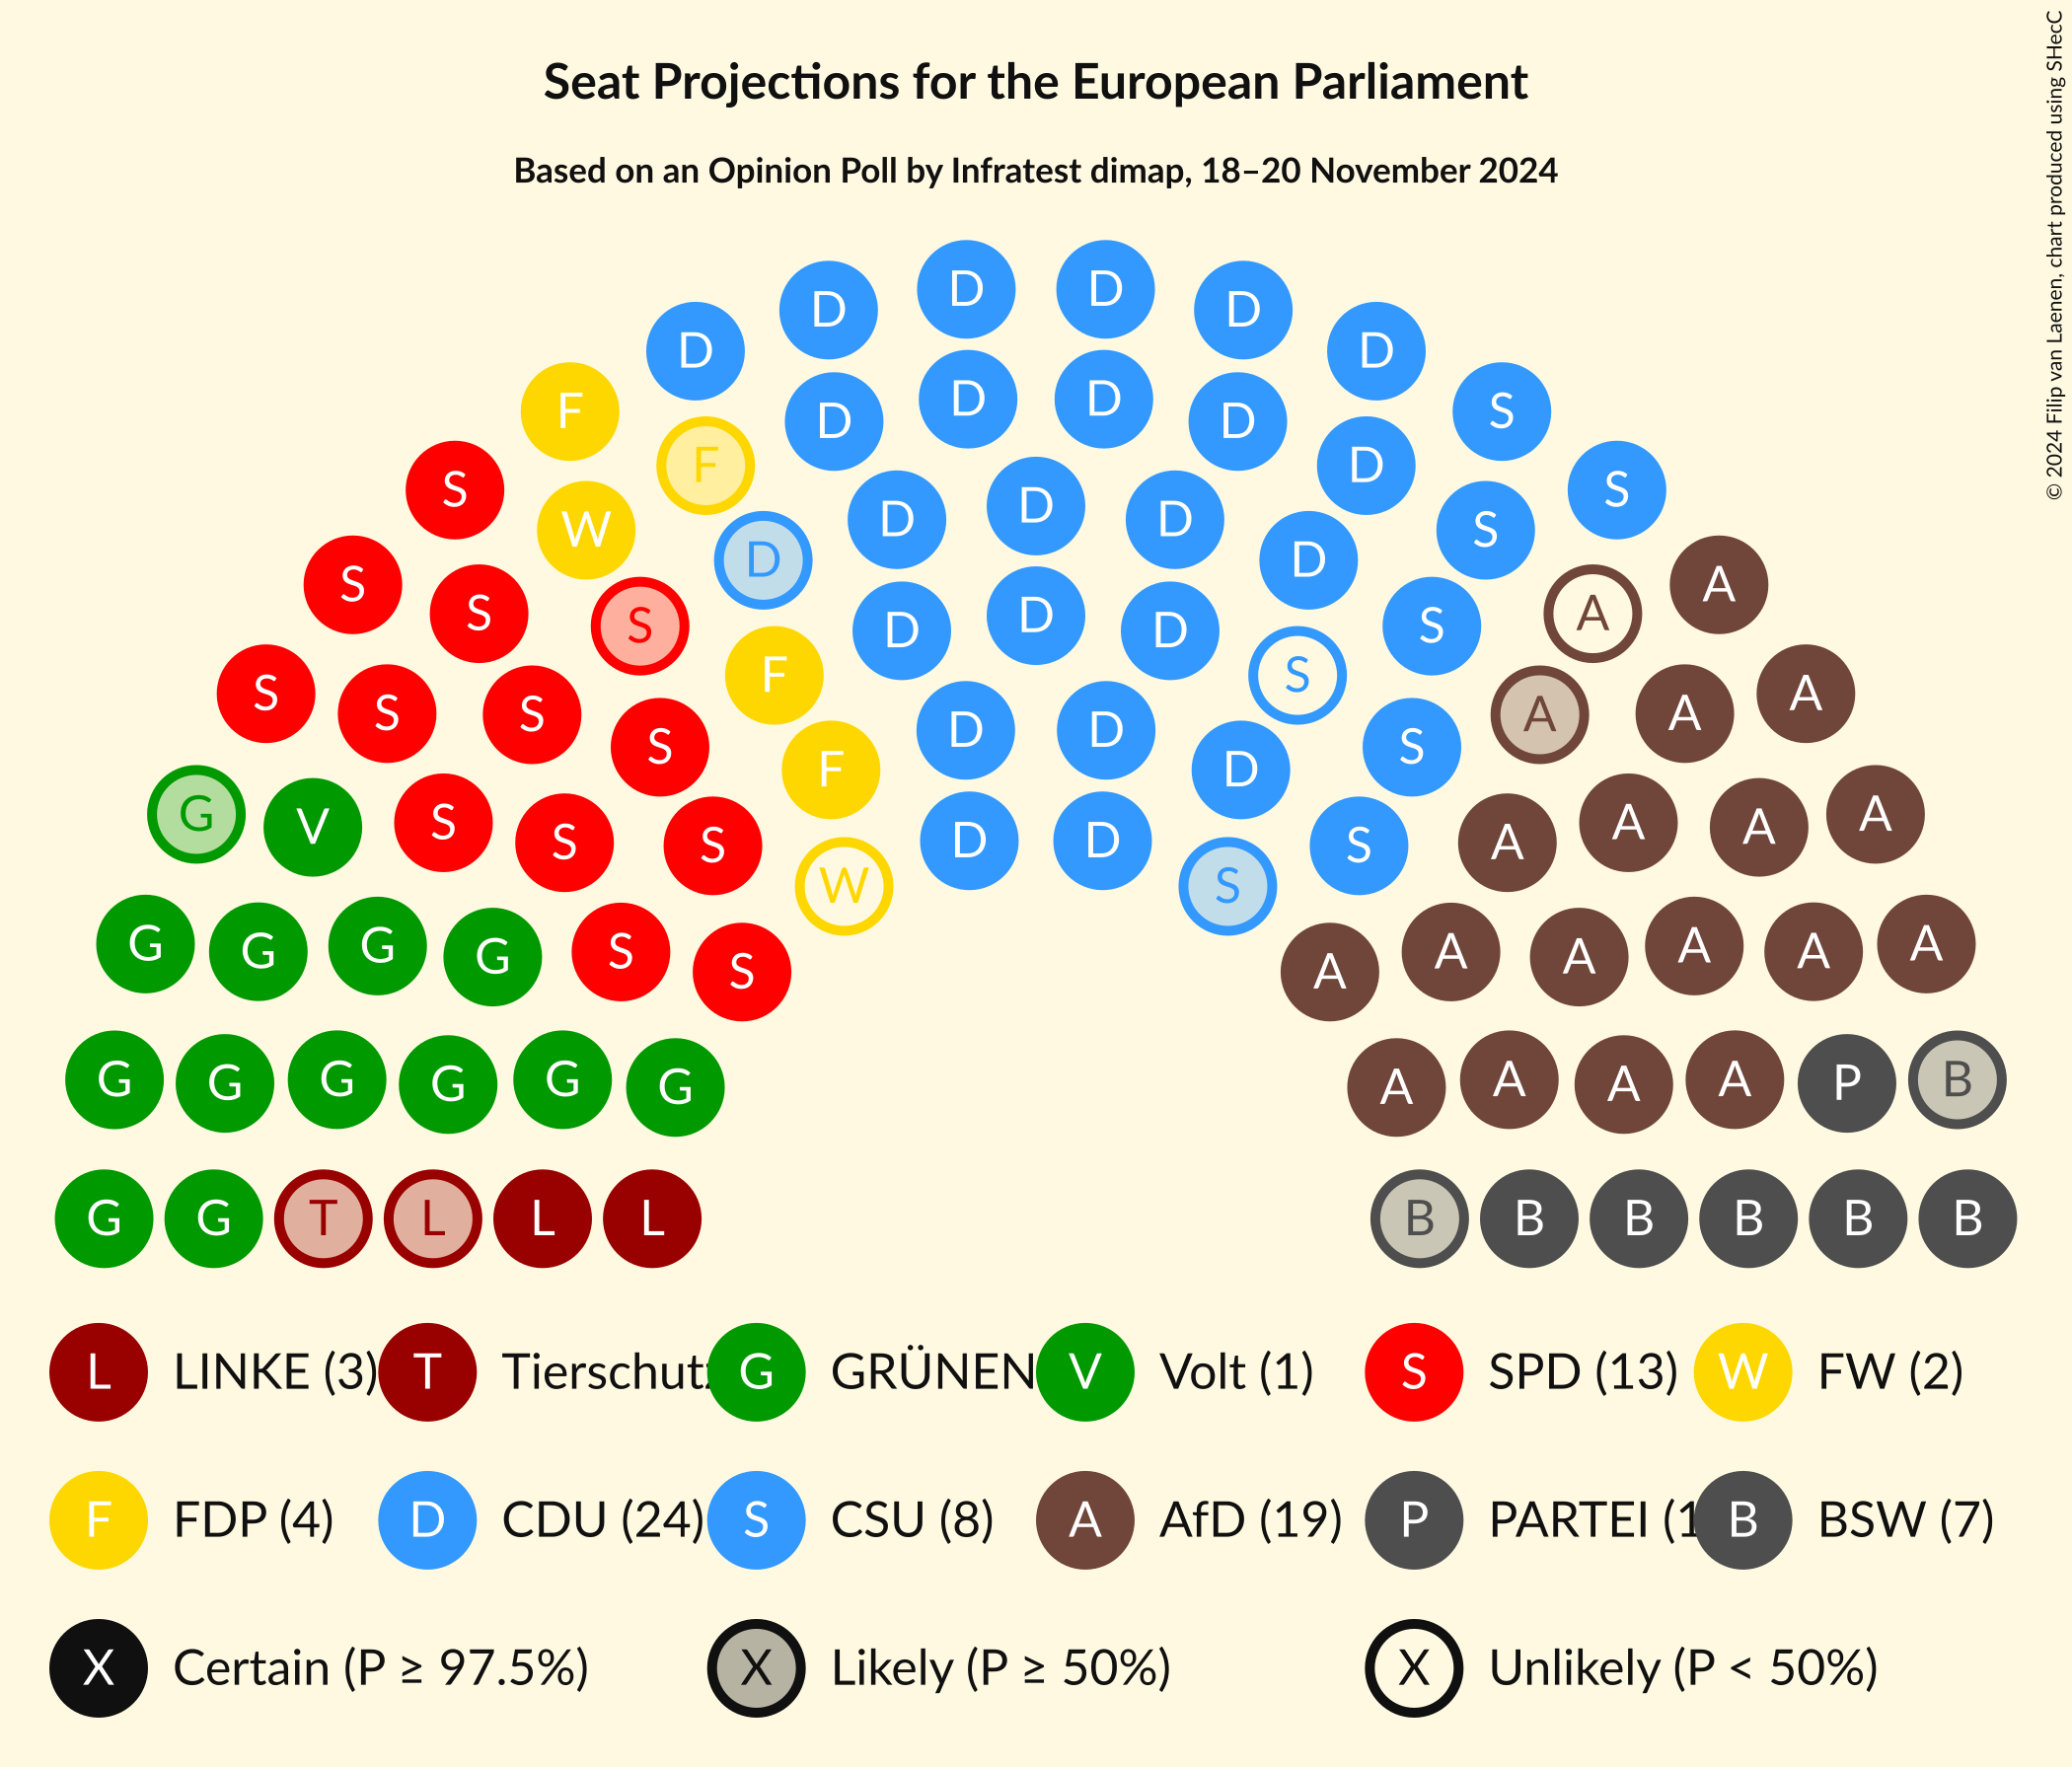 Seat Projections for the European Parliament
Based on an Opinion Poll by Infratest dimap, 18–20 November 2024
© 2024 Filip van Laenen, chart produced using SHecC
D D
D D
D D
D D
F S
D D
F D
S S
D
D D
W S
D D
S A A
D
S D S
S A
F S
S A
S A
S S
D D
F D
G A
V A
S A
S A
S S
D D
W S
G A
G A
G A
G A
S A
S A
G G G G G G A A A A P B
G G T L L L B B B B B B
L LINKE (3) T Tierschutz G GRÜNEN V Volt (1) S SPD (13) W FW (2)
F FDP (4) D CDU (24) S CSU (8) A AfD (19) P PARTEI (1 B BSW (7)
X Certain (P ≥ 97.5%) X Likely (P ≥ 50%) X Unlikely (P < 50%)